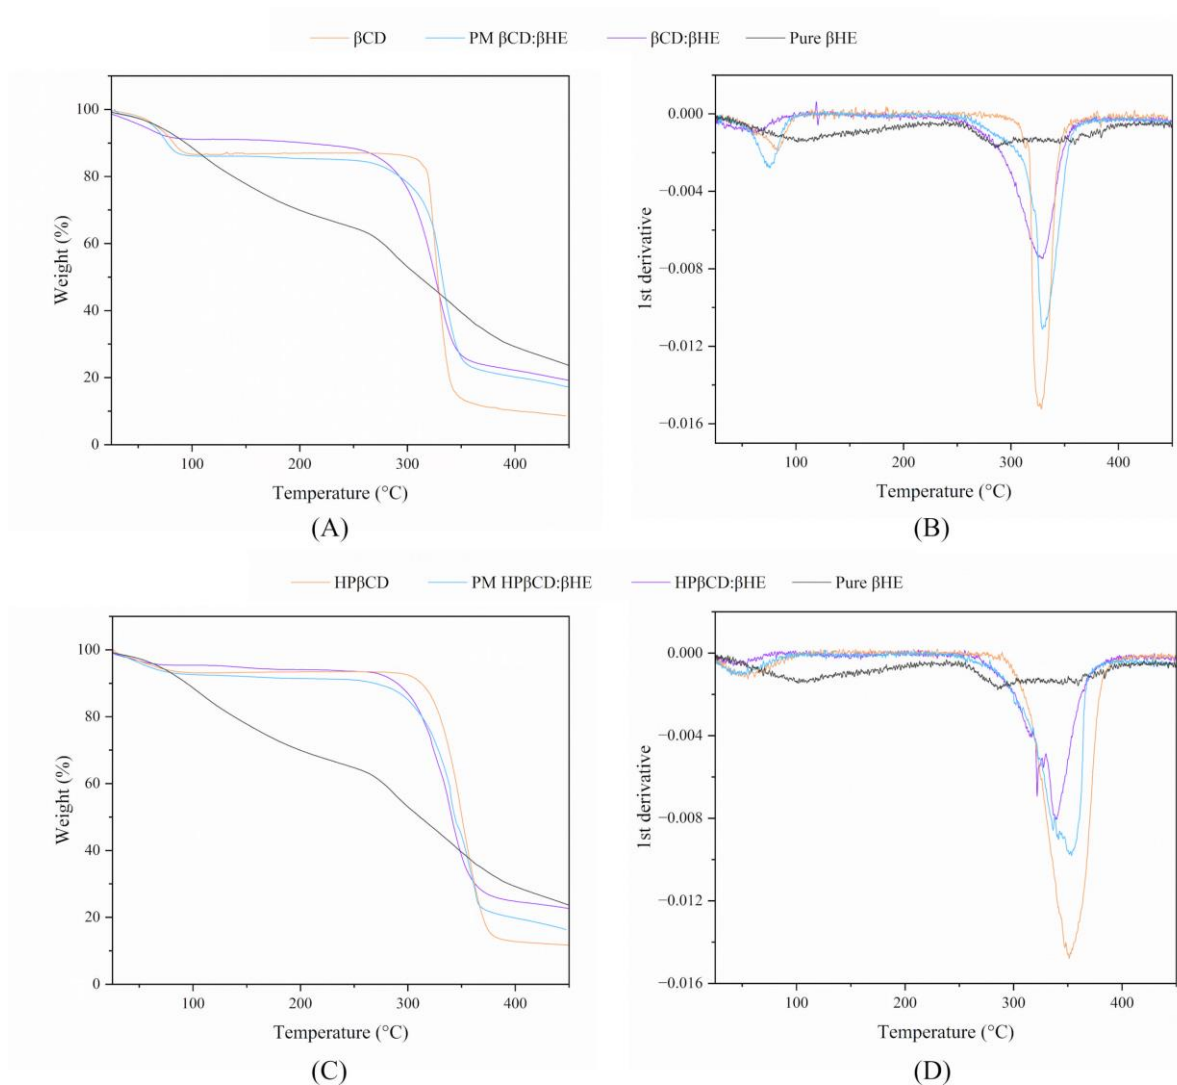 βCD PM βCD:βHE βCD:βHE Pure βHE
100
80
60
40
20
0
Weight (%)
100 200 300 400
Temperature (°C)
(A)
0.000
−0.004
−0.008
−0.012
−0.016
1st derivative
100 200 300 400
Temperature (°C)
(B)
HPβCD PM HPβCD:βHE HPβCD:βHE Pure βHE
100
80
60
40
20
0
Weight (%)
100 200 300 400
Temperature (°C)
(C)
0.000
−0.004
−0.008
−0.012
−0.016
1st derivative
100 200 300 400
Temperature (°C)
(D)